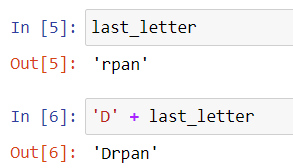 In [5]: last_letter
Out[5]: 'rpan'
In [6]: 'D' + last_letter
Out[6]: 'Drpan'